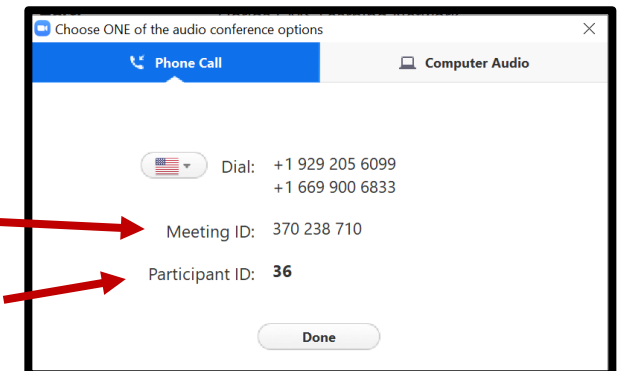 Choose ONE of the audio conference options
Phone Call
Computer Audio
Dial: +1 929 205 6099
+1 669 900 6833
Meeting ID: 370 238 710
Participant ID: 36
Done